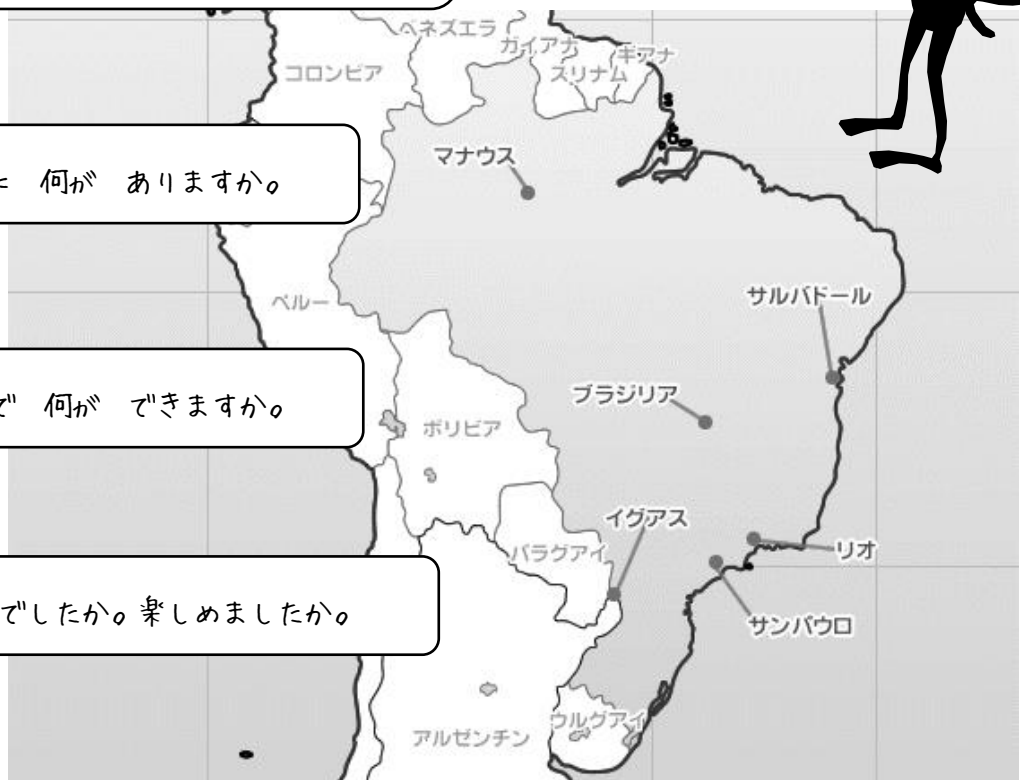 ベネズエラ
ガイアナ
ギアナ
スリナム
コロンビア
マナウス
何が ありますか。
ペルー
サルバドール
ブラジリア
で 何が できますか。
ボリビア
イグアス
パラグアイ
リオ
でしたか。楽しめましたか。
サンパウロ
ウルグアイ
アルゼンチン